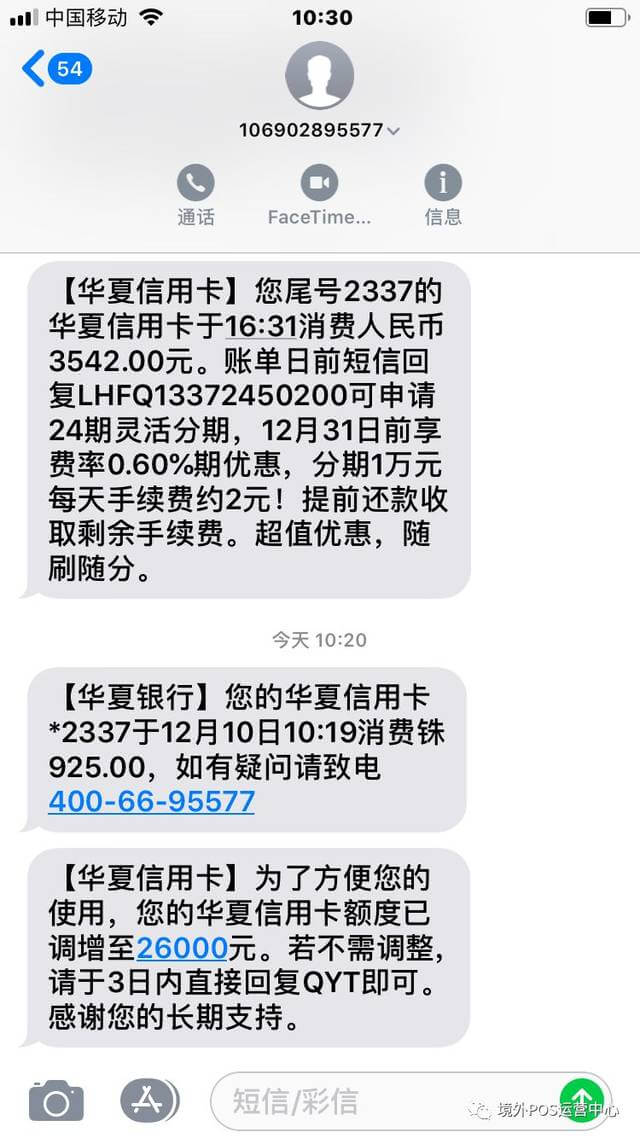 中国移动
10:30
54
106902895577
通话
FaceTime...
信息
【华夏信用卡】您尾号2337的
华夏信用卡于16:31消费人民币
3542.00元。账单日前短信回
复LHFQ13372450200可申请
24期灵活分期，12月31日前享
费率0.60%期优惠，分期1万元
每天手续费约2元！提前还款收
取剩余手续费。超值优惠，随
刷随分。
今天 10:20
【华夏银行】您的华夏信用卡
*2337于12月10日10:19消费铢
925.00，如有疑问请致电
400-66-95577
【华夏信用卡】为了方便您的
使用，您的华夏信用卡额度已
调增至26000元。若不需调整，
请于3日内直接回复QYT即可。
感谢您的长期支持。
短信/彩信
境外POS运营中心